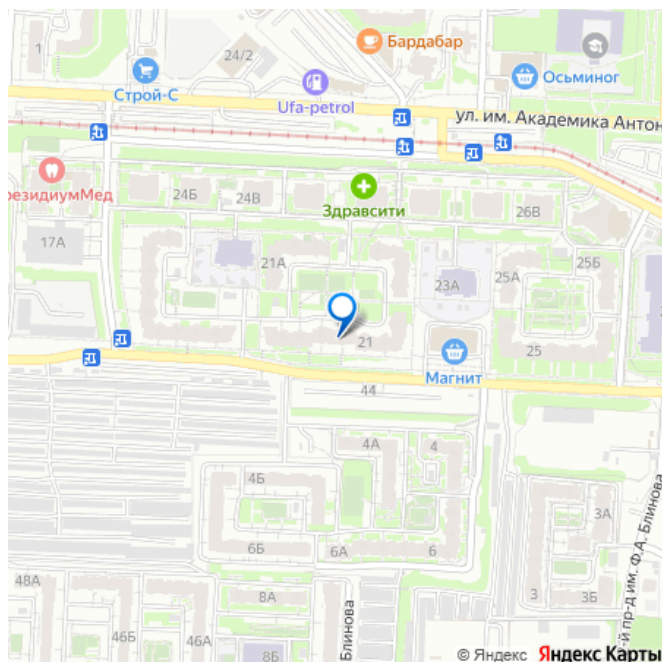 1
24/2
Бардабар
Строй-С
Ufa-petrol
Осьминог
ул. им. Академика Антон
резидиумМед
24Б
24В
Здравсити
26В
17А
21А
23А
25А
25Б
21
25
Магнит
44
4А
4
4Б
6Б
6А
6
3А
3
3Б
48А
8А
46Б
46А
8Б
Блинова
-й пр-д им. Ф.А. Блинова
© Яндекс Яндекс Карты